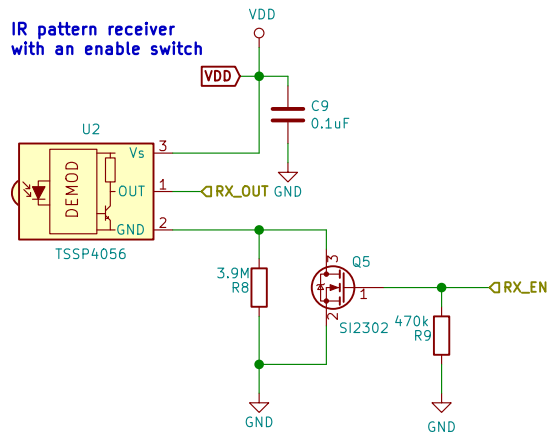 IR pattern receiver
with an enable switch
VDD
VDD
C9
0.1uF
GND
U2
DEMOD
Vs
3
OUT
1
RX_OUT
GND
2
TSSP4056
3.9M
R8
3
Q5
1
2
SI2302
RX_EN
470k
R9
GND
GND